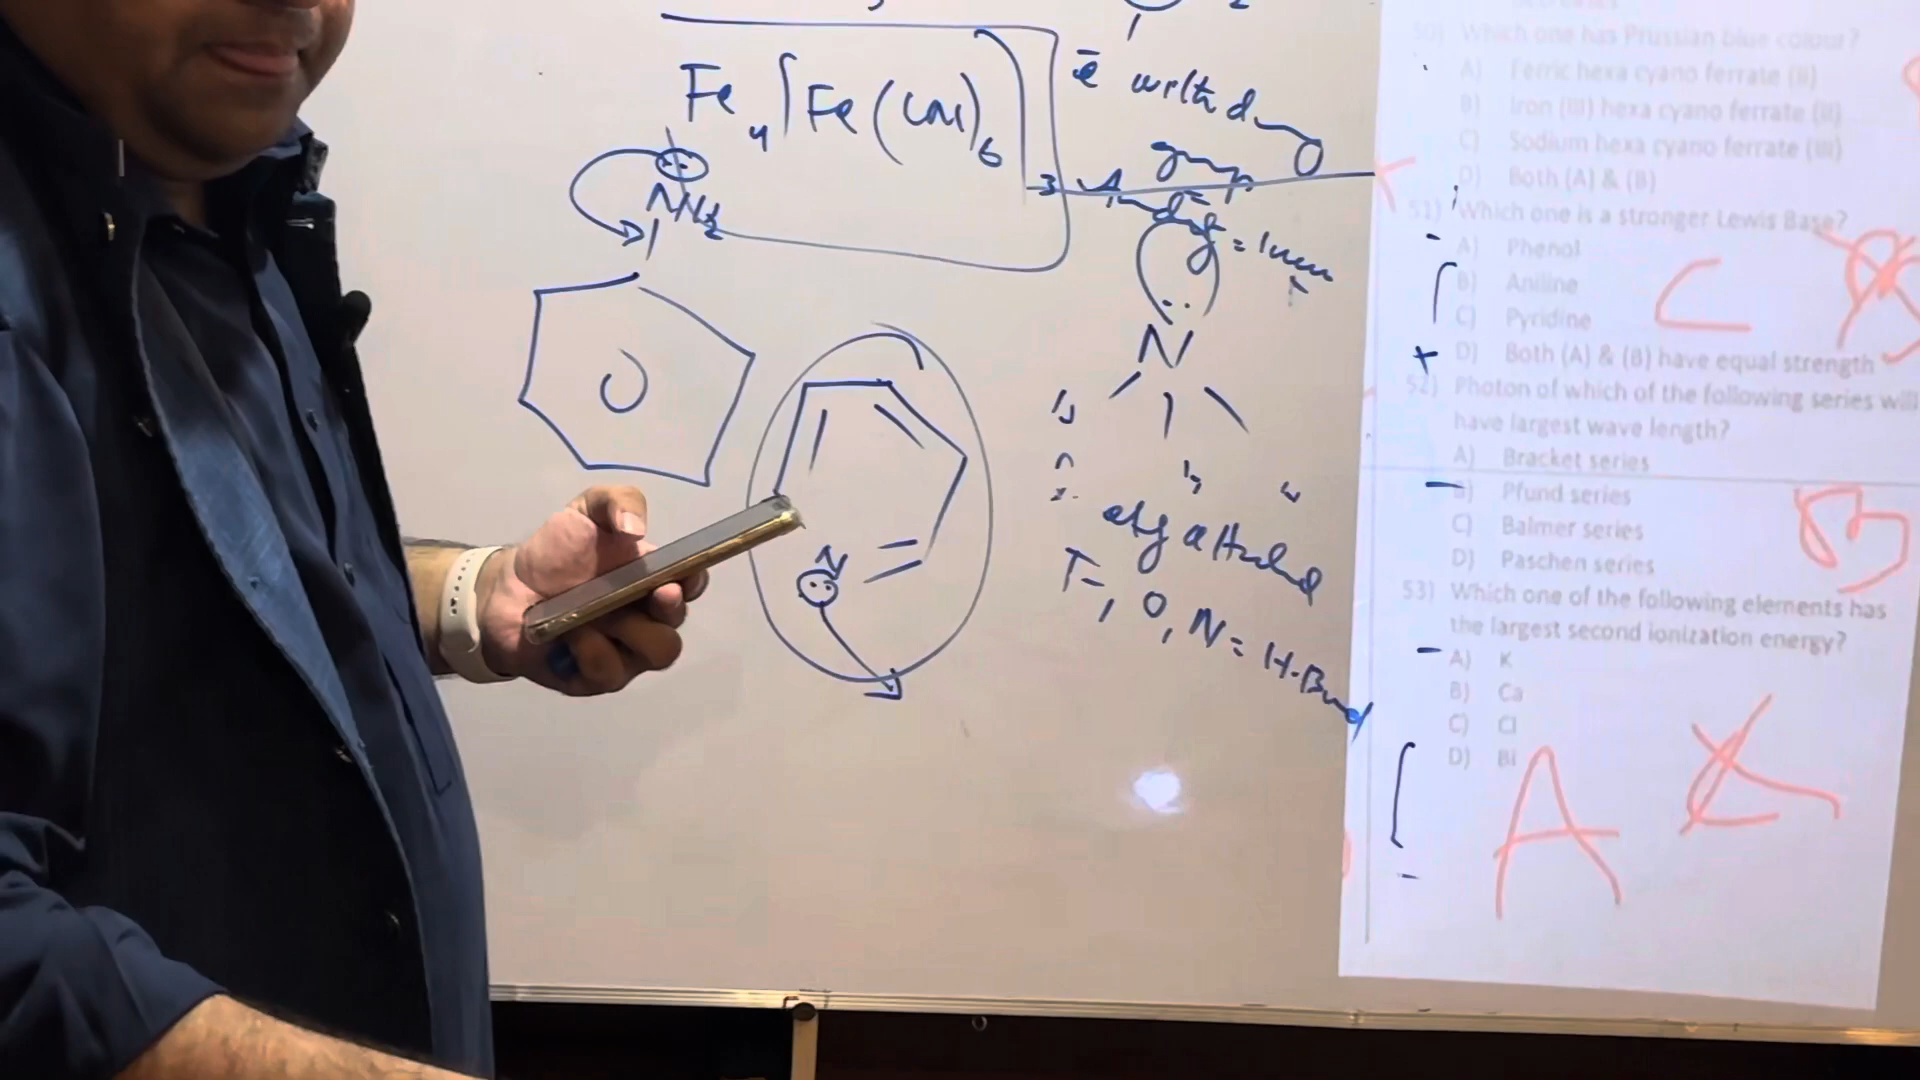 Fe4[Fe(CN)6]3
NH2
group
N
N
attached
F, O, N = H-Bond
50) Which one has Prussian blue colour?
A) Ferric hexa cyano ferrate (II)
B) Iron (III) hexa cyano ferrate (II)
C) Sodium hexa cyano ferrate (III)
D) Both (A) & (B)
51) Which one is a stronger Lewis Base?
A) Phenol
B) Aniline
C) Pyridine
C
D) Both (A) & (B) have equal strength
52) Photon of which of the following series will
have largest wave length?
A) Bracket series
B) Pfund series
C) Balmer series
B
D) Paschen series
53) Which one of the following elements has
the largest second ionization energy?
A) K
B) Ca
C) Cl
D) BI
A